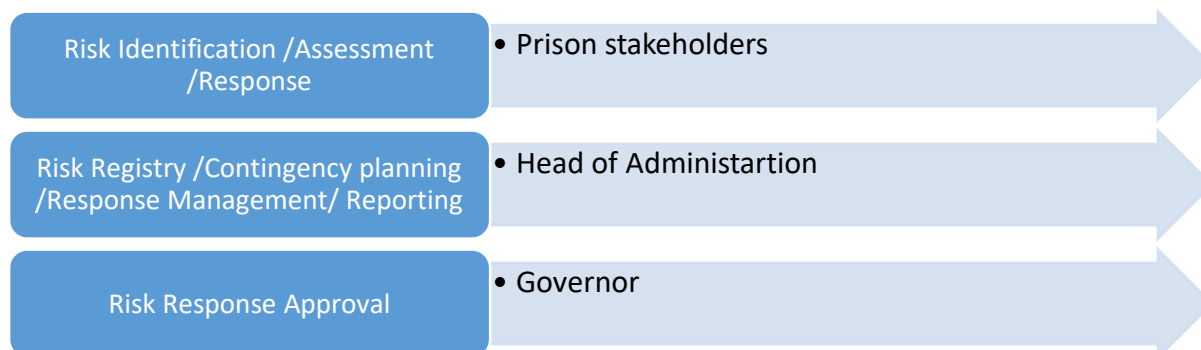 Risk Identification /Assessment
/Response
• Prison stakeholders
Risk Registry /Contingency planning
/Response Management/ Reporting
• Head of Administartion
Risk Response Approval
• Governor